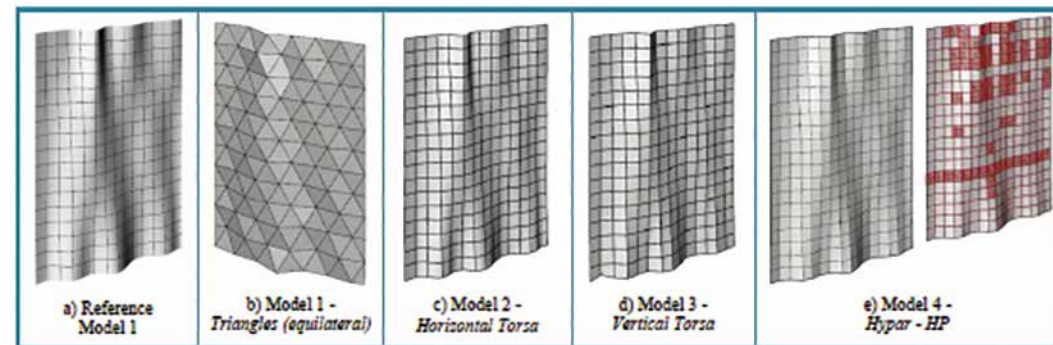 a) Reference
Model 1
b) Model 1 -
Triangles (equilateral)
c) Model 2 -
Horizontal Torsa
d) Model 3 -
Vertical Torsa
e) Model 4 -
Hypar - HP